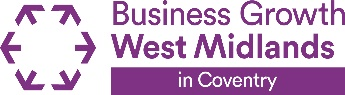 Business Growth
West Midlands
in Coventry